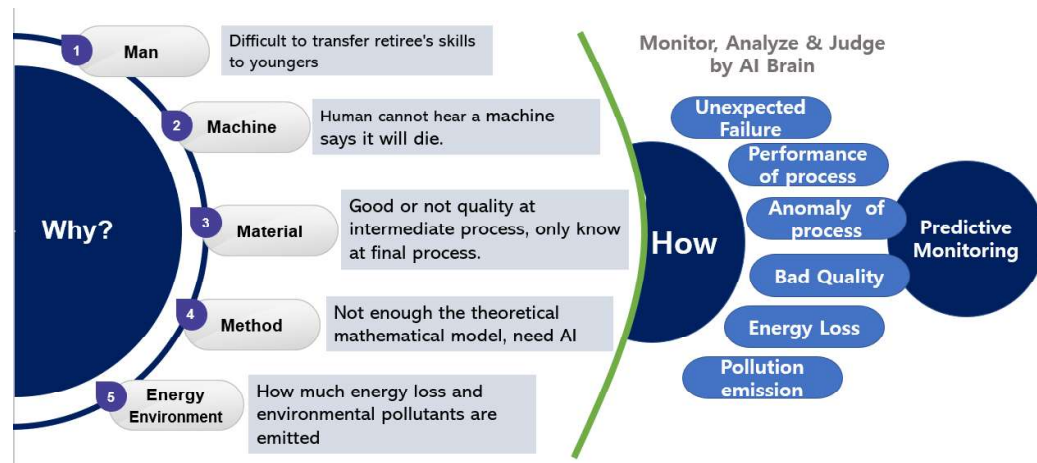 Why?
1
Man
Difficult to transfer retiree's skills
to youngers
2
Machine
Human cannot hear a machine
says it will die.
3
Material
Good or not quality at
intermediate process, only know
at final process.
4
Method
Not enough the theoretical
mathematical model, need AI
5
Energy
Environment
How much energy loss and
environmental pollutants are
emitted
Monitor, Analyze & Judge
by AI Brain
How
Unexpected
Failure
Performance
of process
Anomaly of
process
Bad Quality
Energy Loss
Pollution
emission
Predictive
Monitoring